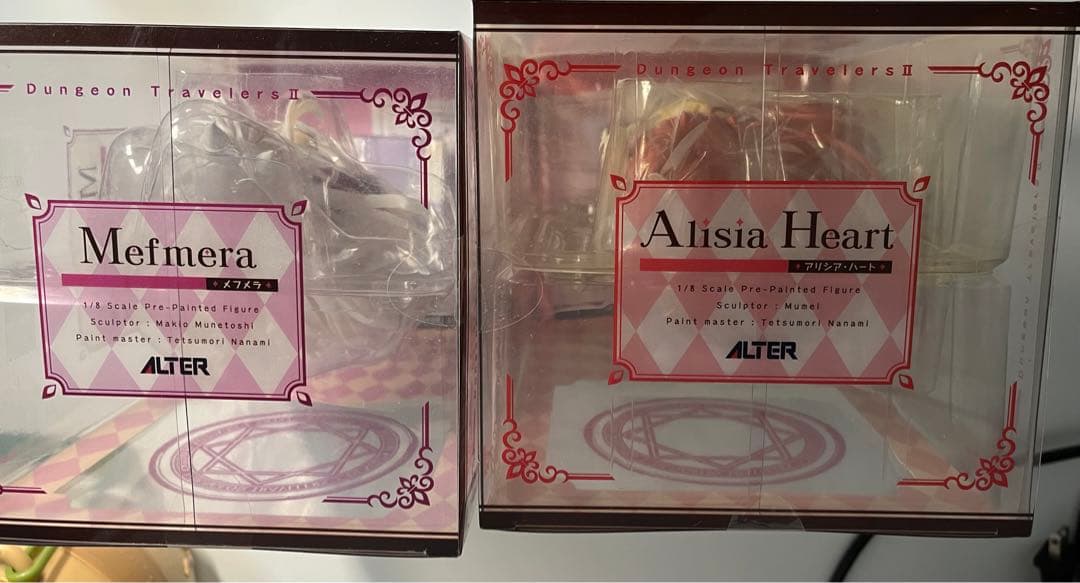 Dungeon Travelers II
Mefmera
メフメラ
1/8 Scale Pre-Painted Figure
Sculptor : Makio Munetoshi
Paint master : Tetsumori Nanami
ALTER
Dungeon Travelers II
Alisia Heart
アリシア・ハート
1/8 Scale Pre-Painted Figure
Sculptor : Mumei
Paint master : Tetsumori Nanami
ALTER